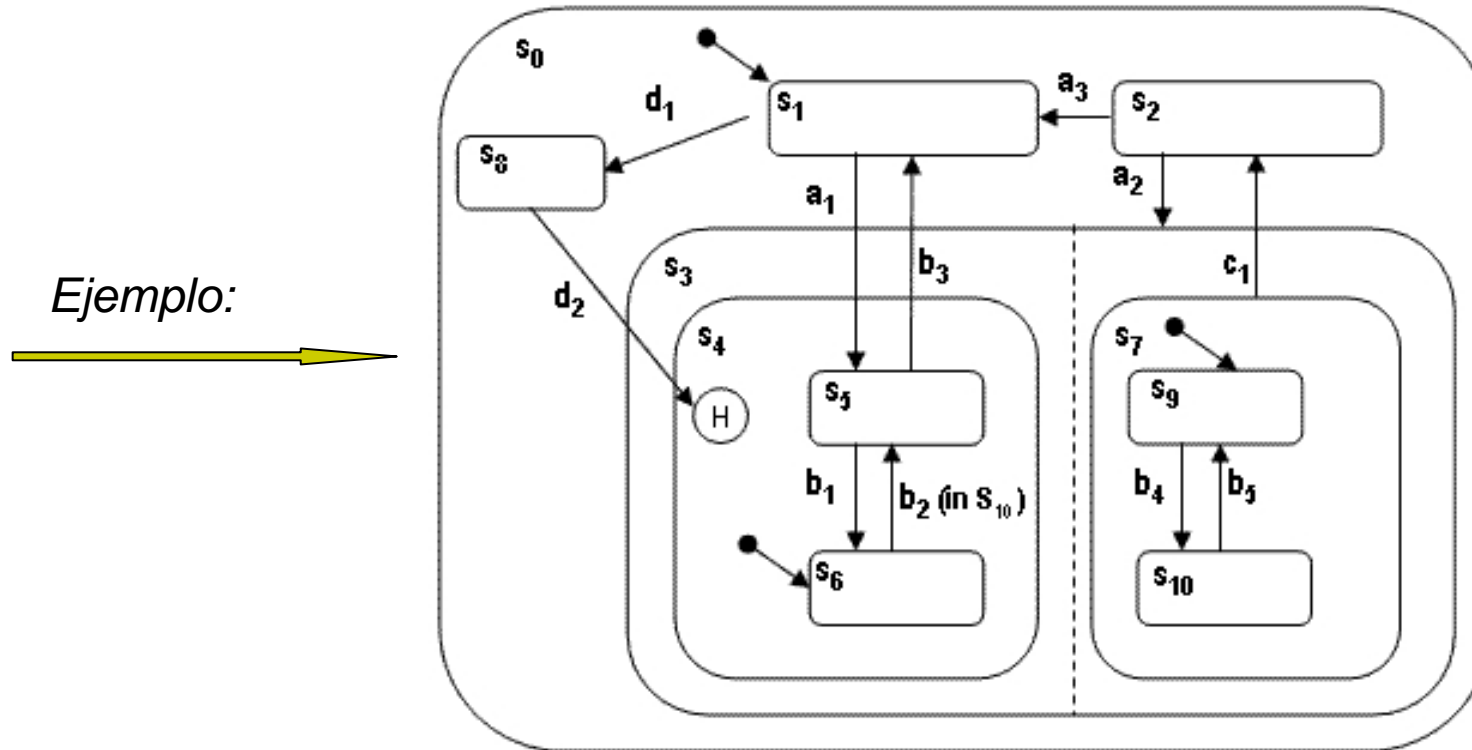 Ejemplo:
s₀
s₁
a₃
s₂
d₁
s₈
a₁
a₂
b₃
c₁
s₃
d₂
s₄
s₇
H
s₅
s₉
b₁
b₂ (in S₁₀)
b₄
b₅
s₆
s₁₀